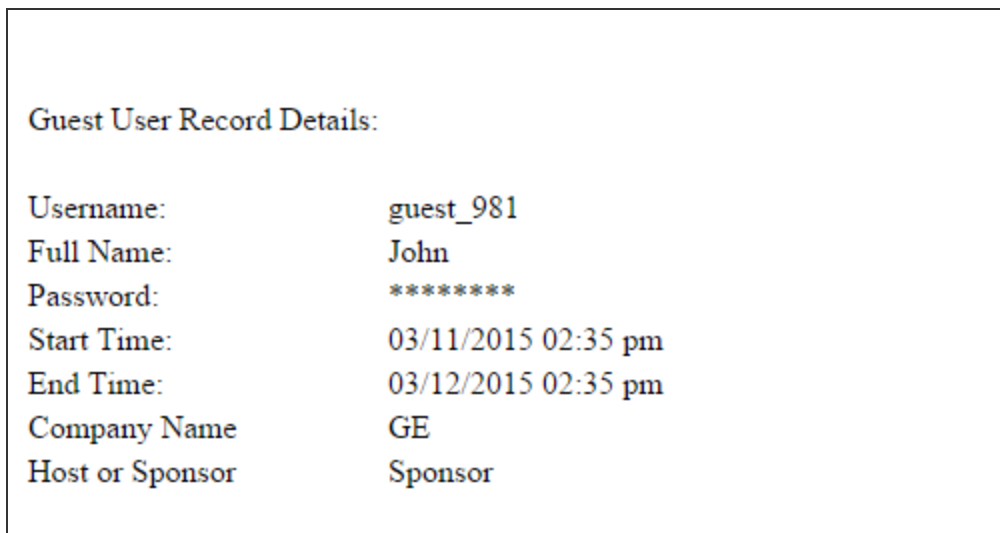 Guest User Record Details:
Username: guest_981
Full Name: John
Password: ********
Start Time: 03/11/2015 02:35 pm
End Time: 03/12/2015 02:35 pm
Company Name GE
Host or Sponsor Sponsor